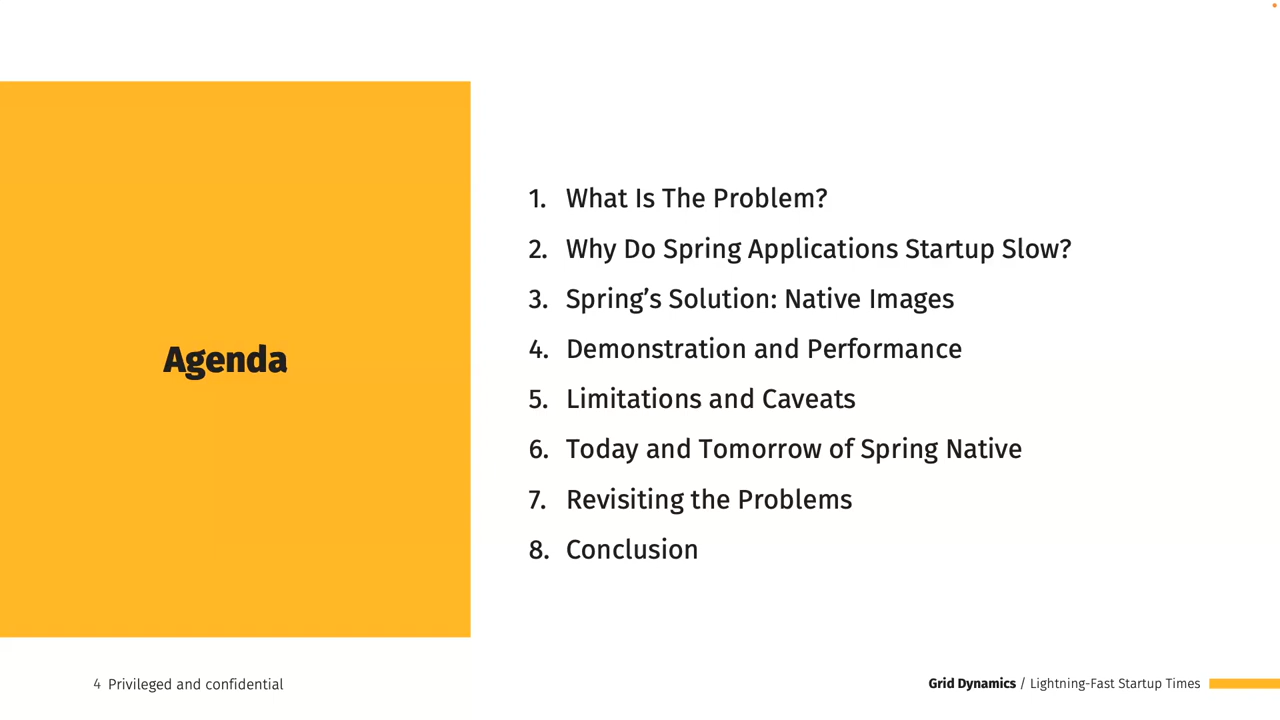 Agenda
1. What Is The Problem?
2. Why Do Spring Applications Startup Slow?
3. Spring’s Solution: Native Images
4. Demonstration and Performance
5. Limitations and Caveats
6. Today and Tomorrow of Spring Native
7. Revisiting the Problems
8. Conclusion
4 Privileged and confidential
Grid Dynamics / Lightning-Fast Startup Times